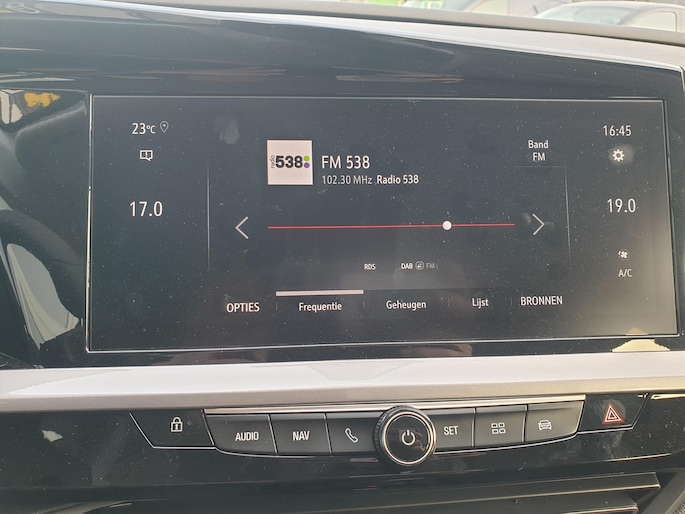 23°C
16:45
radio
538
FM 538
102.30 MHz .Radio 538
Band
FM
17.0
19.0
RDS
DAB FM
A/C
OPTIES
Frequentie
Geheugen
Lijst
BRONNEN
AUDIO
NAV
SET